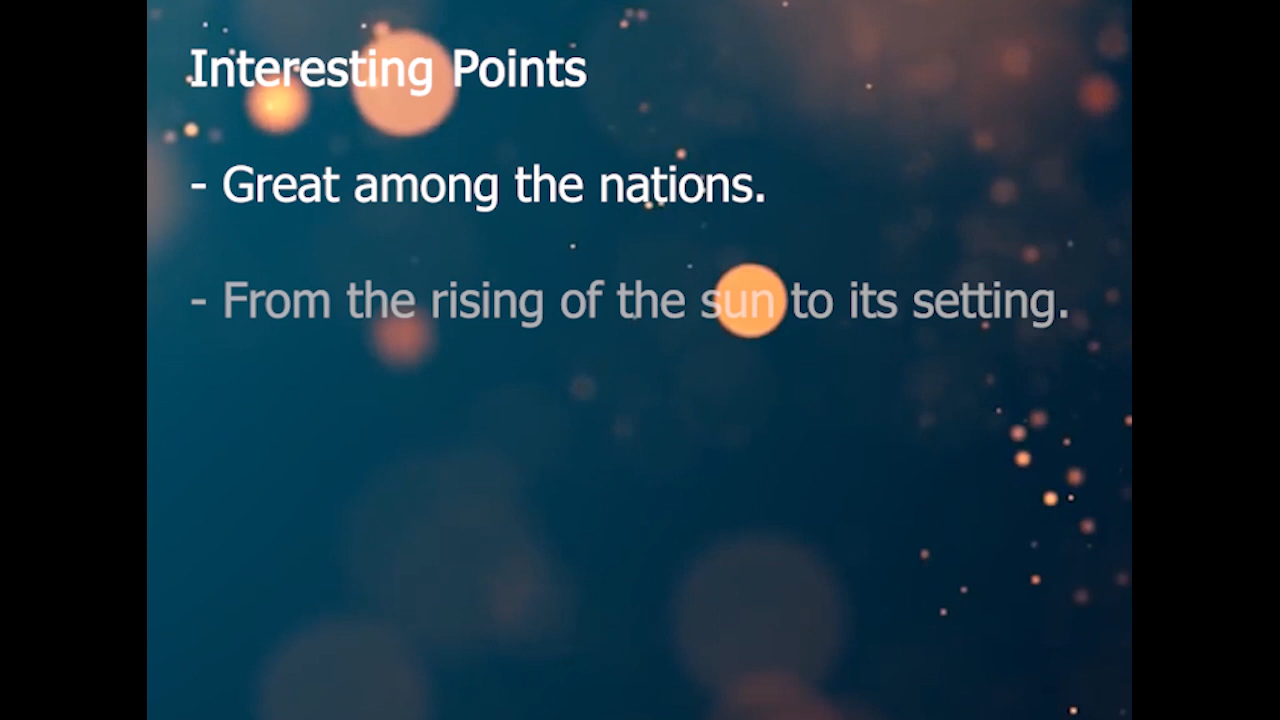 Interesting Points
- Great among the nations.
- From the rising of the sun to its setting.